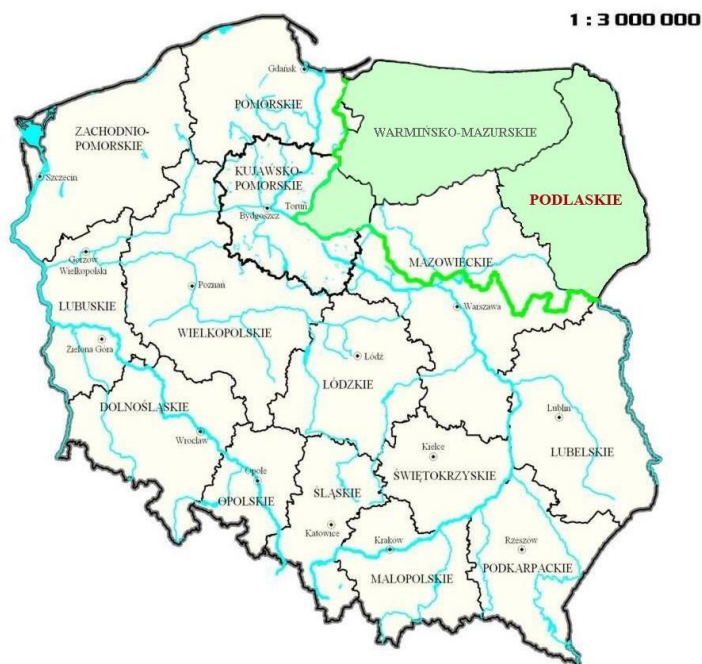 1 : 3 000 000
Gdańsk
POMORSKIE
ZACHODNIO-
POMORSKIE
WARMIŃSKO-MAZURSKIE
Szczecin
KUJAWSKO-
POMORSKIE
Toruń
Bydgoszcz
PODLASKIE
Gorzów
Wielkopolski
MAZOWIECKIE
Poznań
LUBUSKIE
WIELKOPOLSKIE
Warszawa
Zielona Góra
Łódź
ŁÓDZKIE
DOLNOŚLĄSKIE
Lublin
Wrocław
Kielce
LUBELSKIE
Opole
ŚWIĘTOKRZYSKIE
OPOLSKIE
ŚLĄSKIE
Katowice
Kraków
Rzeszów
PODKARPACKIE
MALOPOLSKIE